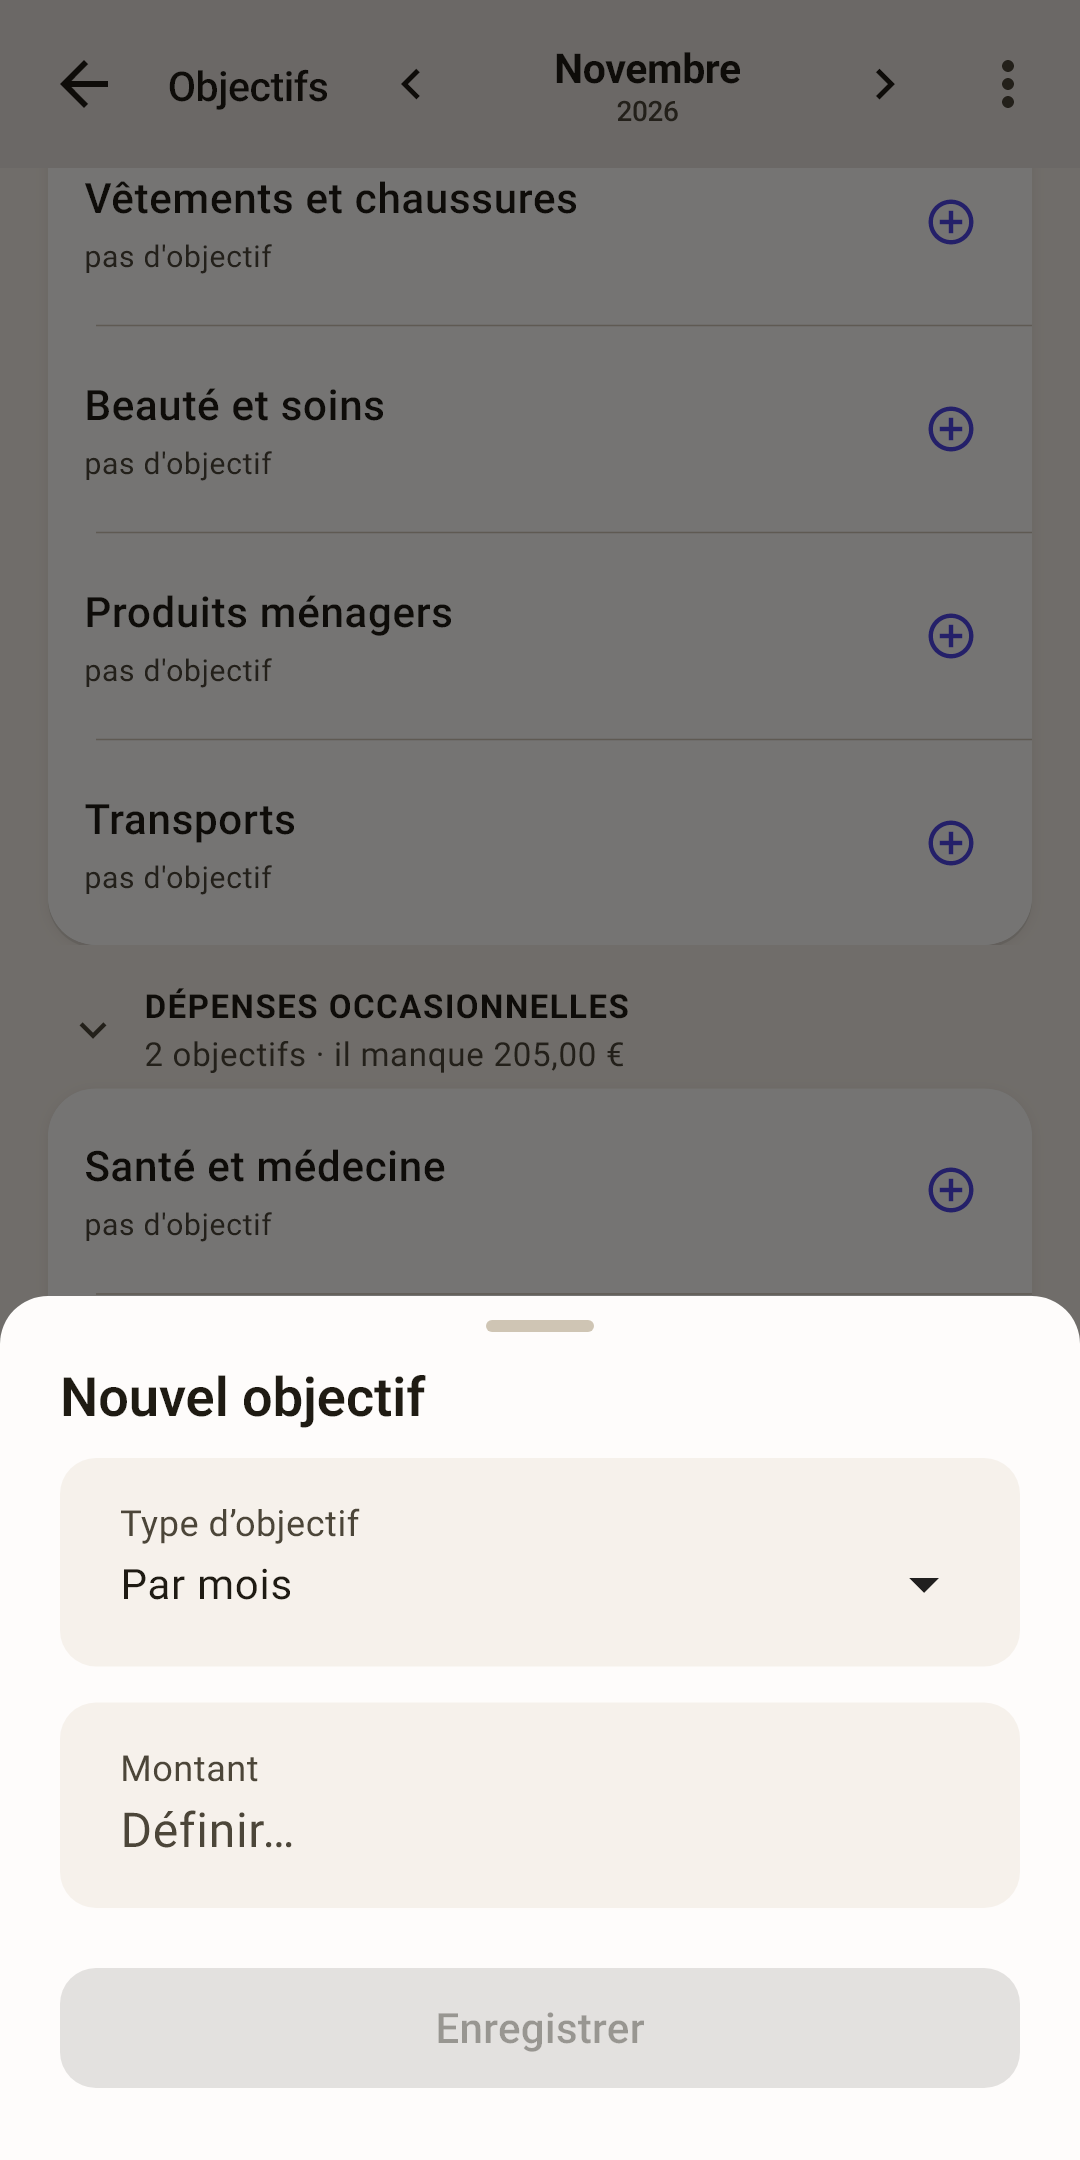 Objectifs
Novembre
2026
Vêtements et chaussures
pas d'objectif
Beauté et soins
pas d'objectif
Produits ménagers
pas d'objectif
Transports
pas d'objectif
DÉPENSES OCCASIONNELLES
2 objectifs · il manque 205,00 €
Santé et médecine
pas d'objectif
Nouvel objectif
Type d’objectif
Par mois
Montant
Définir…
Enregistrer